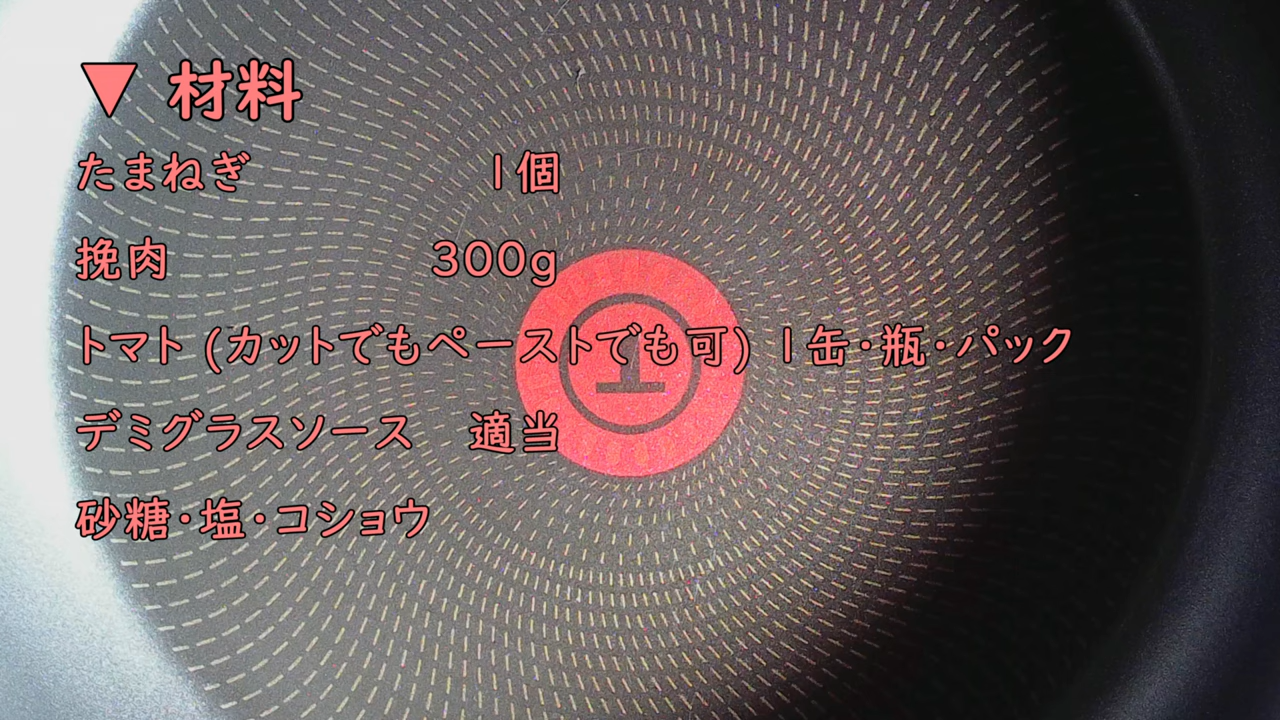 ▼ 材料
たまねぎ 1個
挽肉 300g
トマト (カットでもペーストでも可) 1缶・瓶・パック
デミグラスソース 適当
砂糖・塩・コショウ